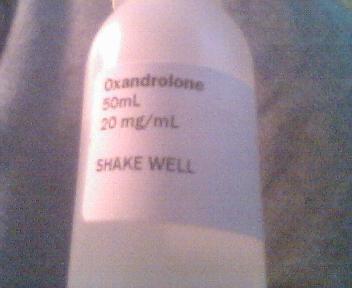 Oxandrolone
50mL
20 mg/mL
SHAKE WELL